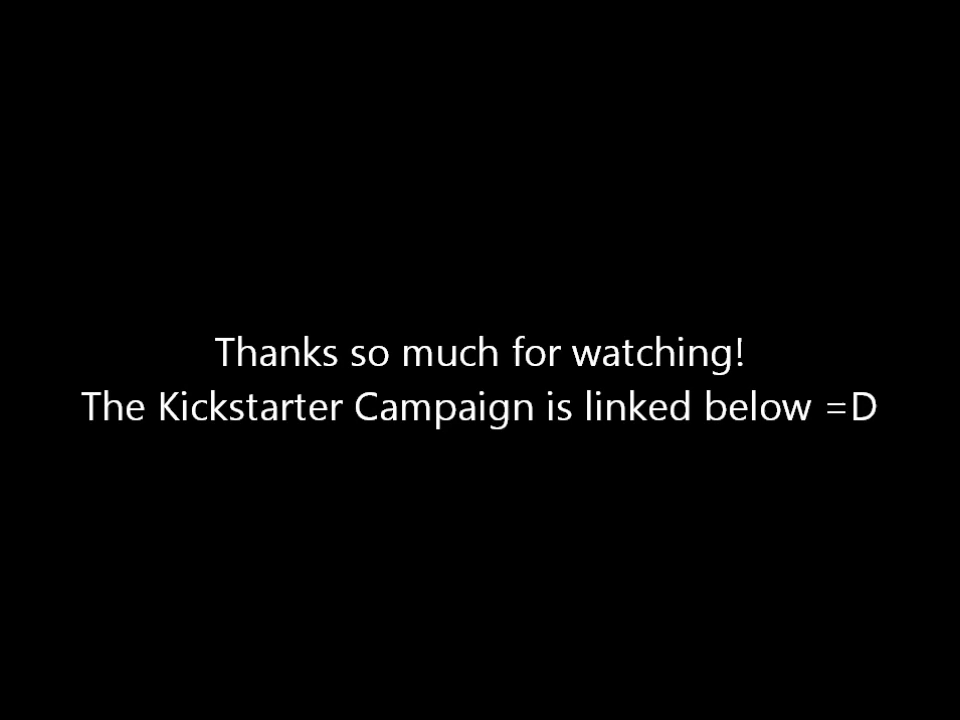 Thanks so much for watching!
The Kickstarter Campaign is linked below =D